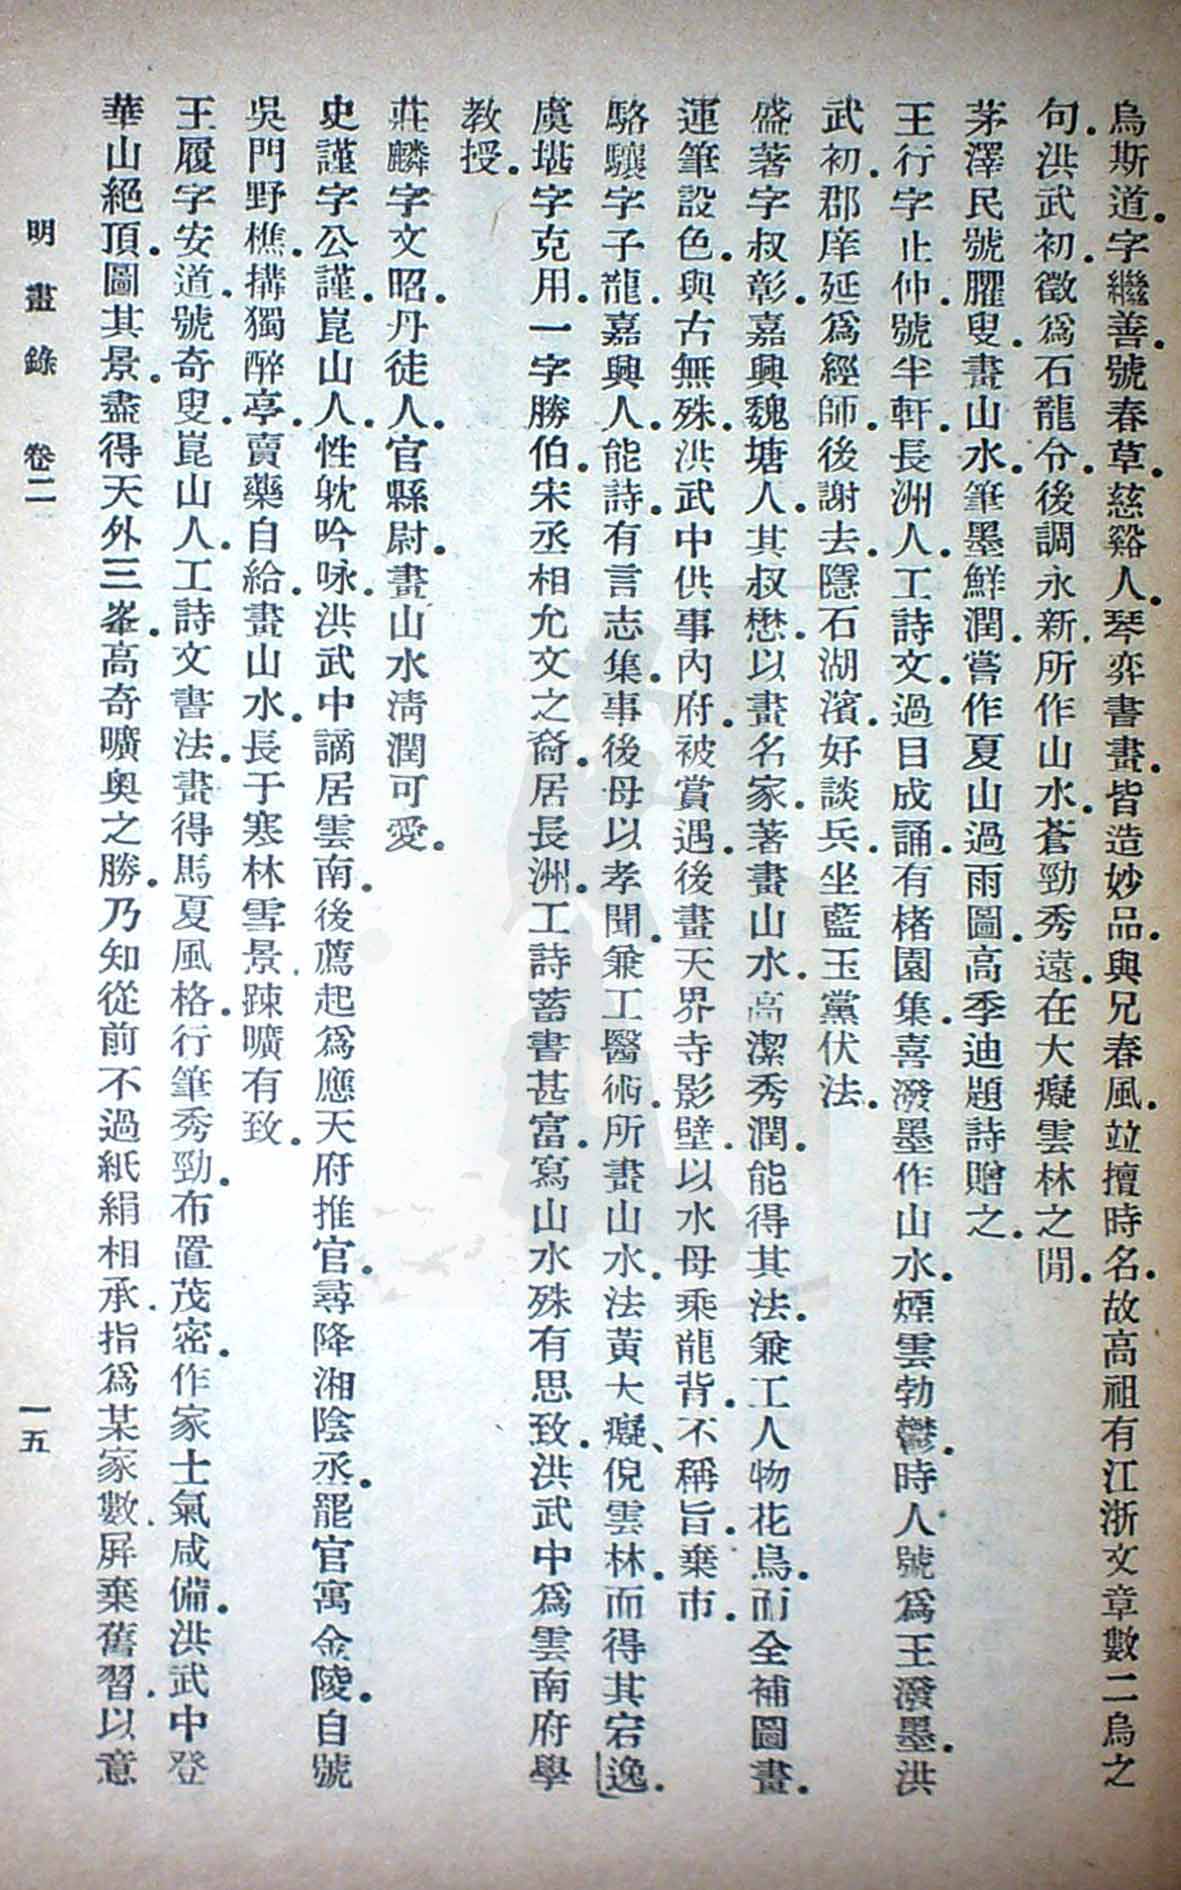 烏斯道.字繼善.號春草.慈谿人.琴弈書畫.皆造妙品.與兄春風.竝擅時名.故高祖有江浙文章數二烏之
句.洪武初.徵爲石龍令.後調永新.所作山水.蒼勁秀遠.在大癡雲林之間.
茅澤民號臞叟.畫山水.筆墨鮮潤.嘗作夏山過雨圖.高季迪題詩贈之.
王行字止仲.號半軒.長洲人.工詩文.過目成誦.有楮園集.喜潑墨作山水.煙雲勃鬱.時人號爲王潑墨.洪
武初.郡庠延爲經師.後謝去.隱石湖濱.好談兵.坐藍玉黨伏法.
盛著字叔彰.嘉興魏塘人.其叔懋.以畫名家.著畫山水.高潔秀潤.能得其法.兼工人物花鳥.而全補圖畫.
運筆設色.與古無殊.洪武中供事內府.被賞遇.後畫天界寺影壁.以水母乘龍背.不稱旨.棄市.
駱驤字子龍.嘉興人.能詩.有言志集.事後母以孝聞.兼工醫術.所畫山水.法黃大癡、倪雲林.而得其宕逸.
虞堪字克用.一字勝伯.宋丞相允文之裔.居長洲.工詩蓄書甚富.寫山水殊有思致.洪武中爲雲南府學
教授.
莊麟字文昭.丹徒人.官縣尉.畫山水淸潤可愛.
史謹字公謹.崑山人.性躭吟咏.洪武中謫居雲南.後薦起爲應天府推官.尋降湘陰丞.罷官寓金陵.自號
吳門野樵.搆獨醉亭.賣藥自給.畫山水.長于寒林雪景.踈曠有致.
王履字安道.號奇叟.崑山人.工詩文書法.畫得馬夏風格.行筆秀勁.布置茂密.作家士氣咸備.洪武中登
華山絕頂.圖其景.盡得天外三峯.高奇曠奧之勝.乃知從前不過紙絹相承.指爲某家數.屛棄舊習.以意
明畫錄 卷二 一五